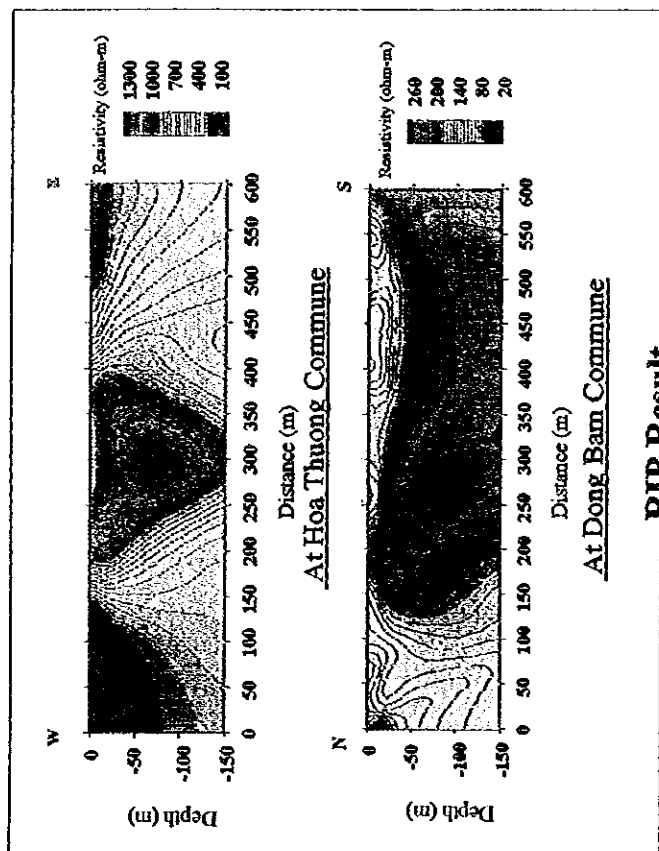 W
E
Resistivity (ohm-m)
1300
1000
700
400
100
Depth (m)
0
-50
-100
-150
0 50 100 150 200 250 300 350 400 450 500 550 600
Distance (m)
At Hoa Thuong Commune
N
S
Resistivity (ohm-m)
260
200
140
80
20
Depth (m)
0
-50
-100
-150
0 50 100 150 200 250 300 350 400 450 500 550 600
Distance (m)
At Dong Bam Commune
Result